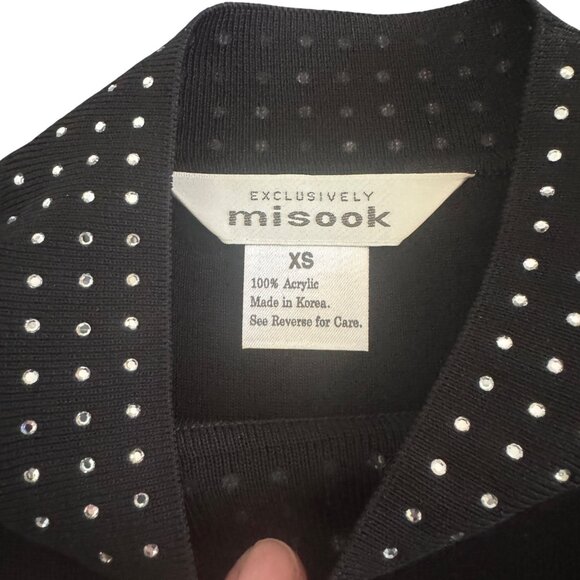 EXCLUSIVELY
misook
XS
100% Acrylic
Made in Korea.
See Reverse for Care.